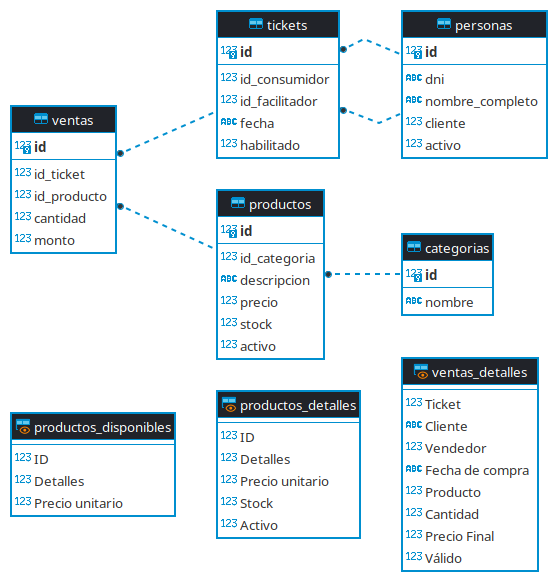 tickets
123 id
123 id_consumidor
123 id_facilitador
ABC fecha
123 habilitado
personas
123 id
ABC dni
ABC nombre_completo
123 cliente
123 activo
ventas
123 id
123 id_ticket
123 id_producto
123 cantidad
123 monto
productos
123 id
123 id_categoria
ABC descripcion
123 precio
123 stock
123 activo
categorias
123 id
ABC nombre
productos_disponibles
123 ID
123 Detalles
123 Precio unitario
productos_detalles
123 ID
123 Detalles
123 Precio unitario
123 Stock
123 Activo
ventas_detalles
123 Ticket
ABC Cliente
123 Vendedor
ABC Fecha de compra
123 Producto
123 Cantidad
123 Precio Final
123 Válido